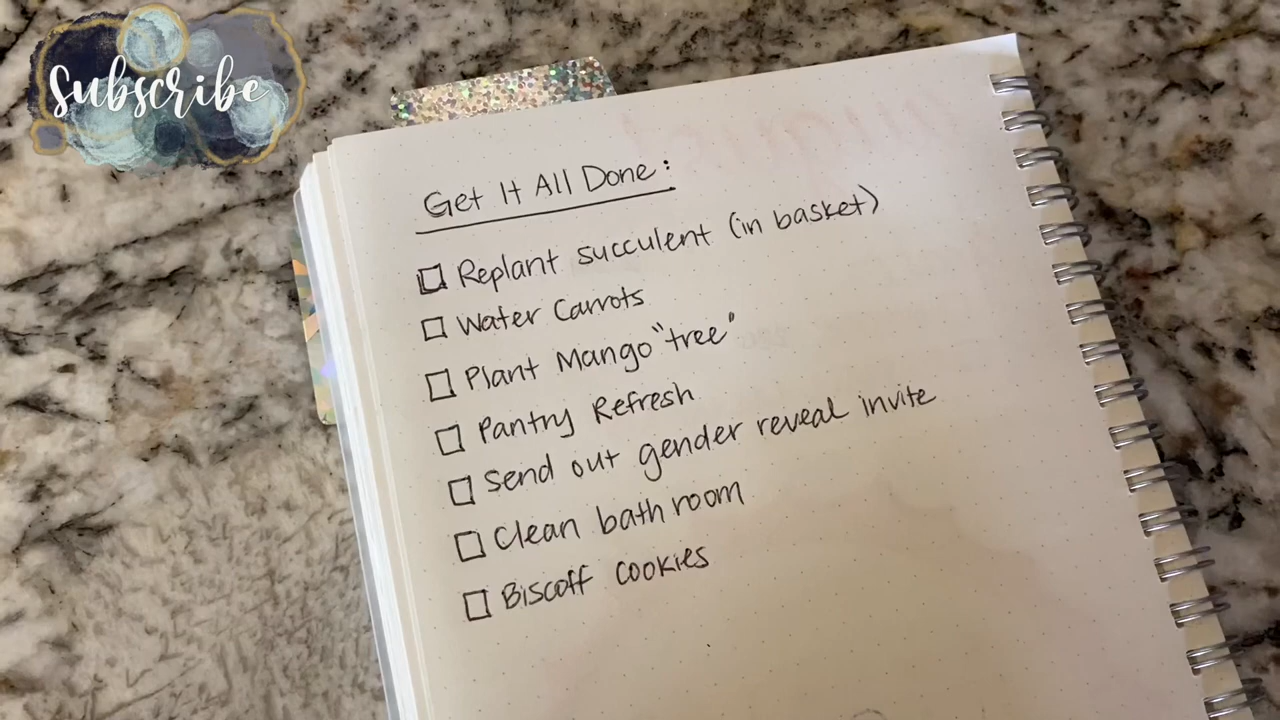 Subscribe
Get It All Done:
Replant succulent (in basket)
Water Carrots
Plant Mango "tree"
Pantry Refresh
Send out gender reveal invite
Clean bathroom
Biscoff cookies